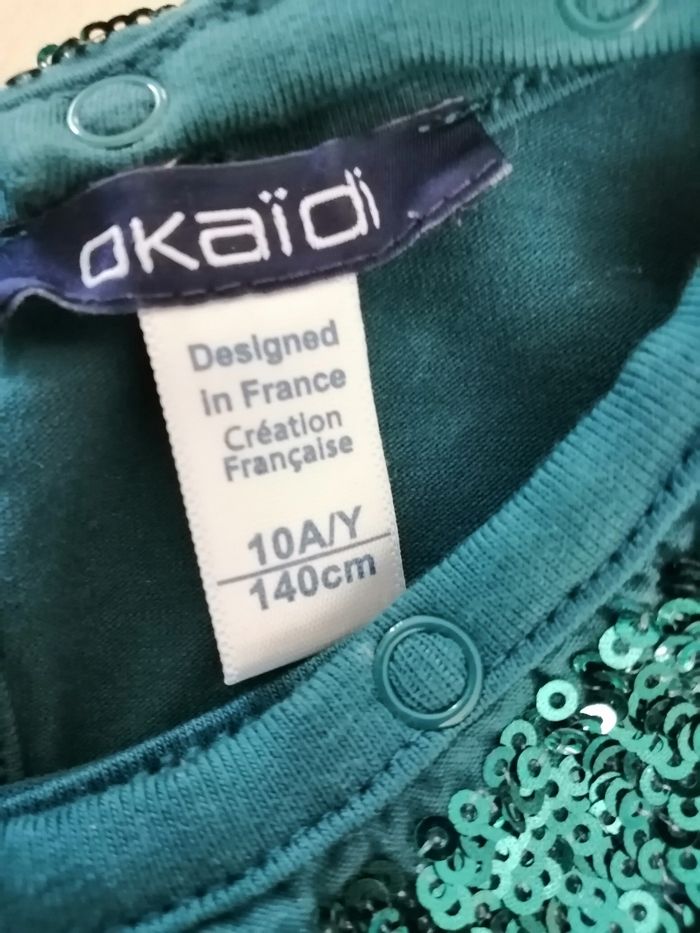 okaïdi
Designed
in France
Création
Française
10A/Y
140cm